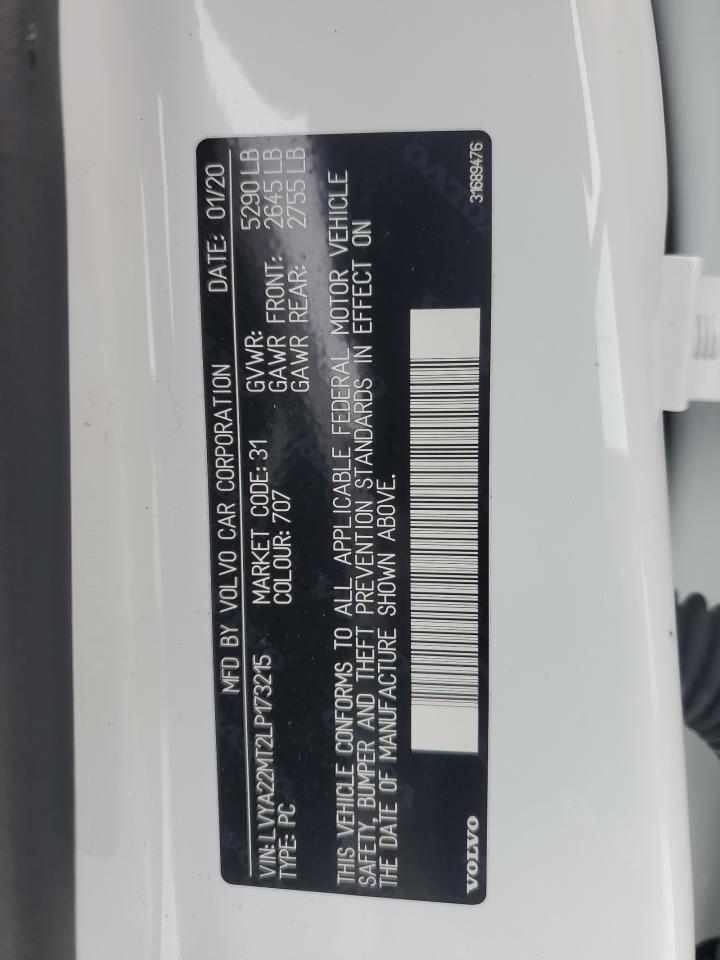 MFD BY VOLVO CAR CORPORATION DATE: 01/20
VIN: LVYA22MT2LP173215 MARKET CODE: 31 GVWR: 5290 LB
TYPE: PC COLOUR: 707 GAWR FRONT: 2645 LB
GAWR REAR: 2755 LB
THIS VEHICLE CONFORMS TO ALL APPLICABLE FEDERAL MOTOR VEHICLE
SAFETY, BUMPER AND THEFT PREVENTION STANDARDS IN EFFECT ON
THE DATE OF MANUFACTURE SHOWN ABOVE.
VOLVO 31689476